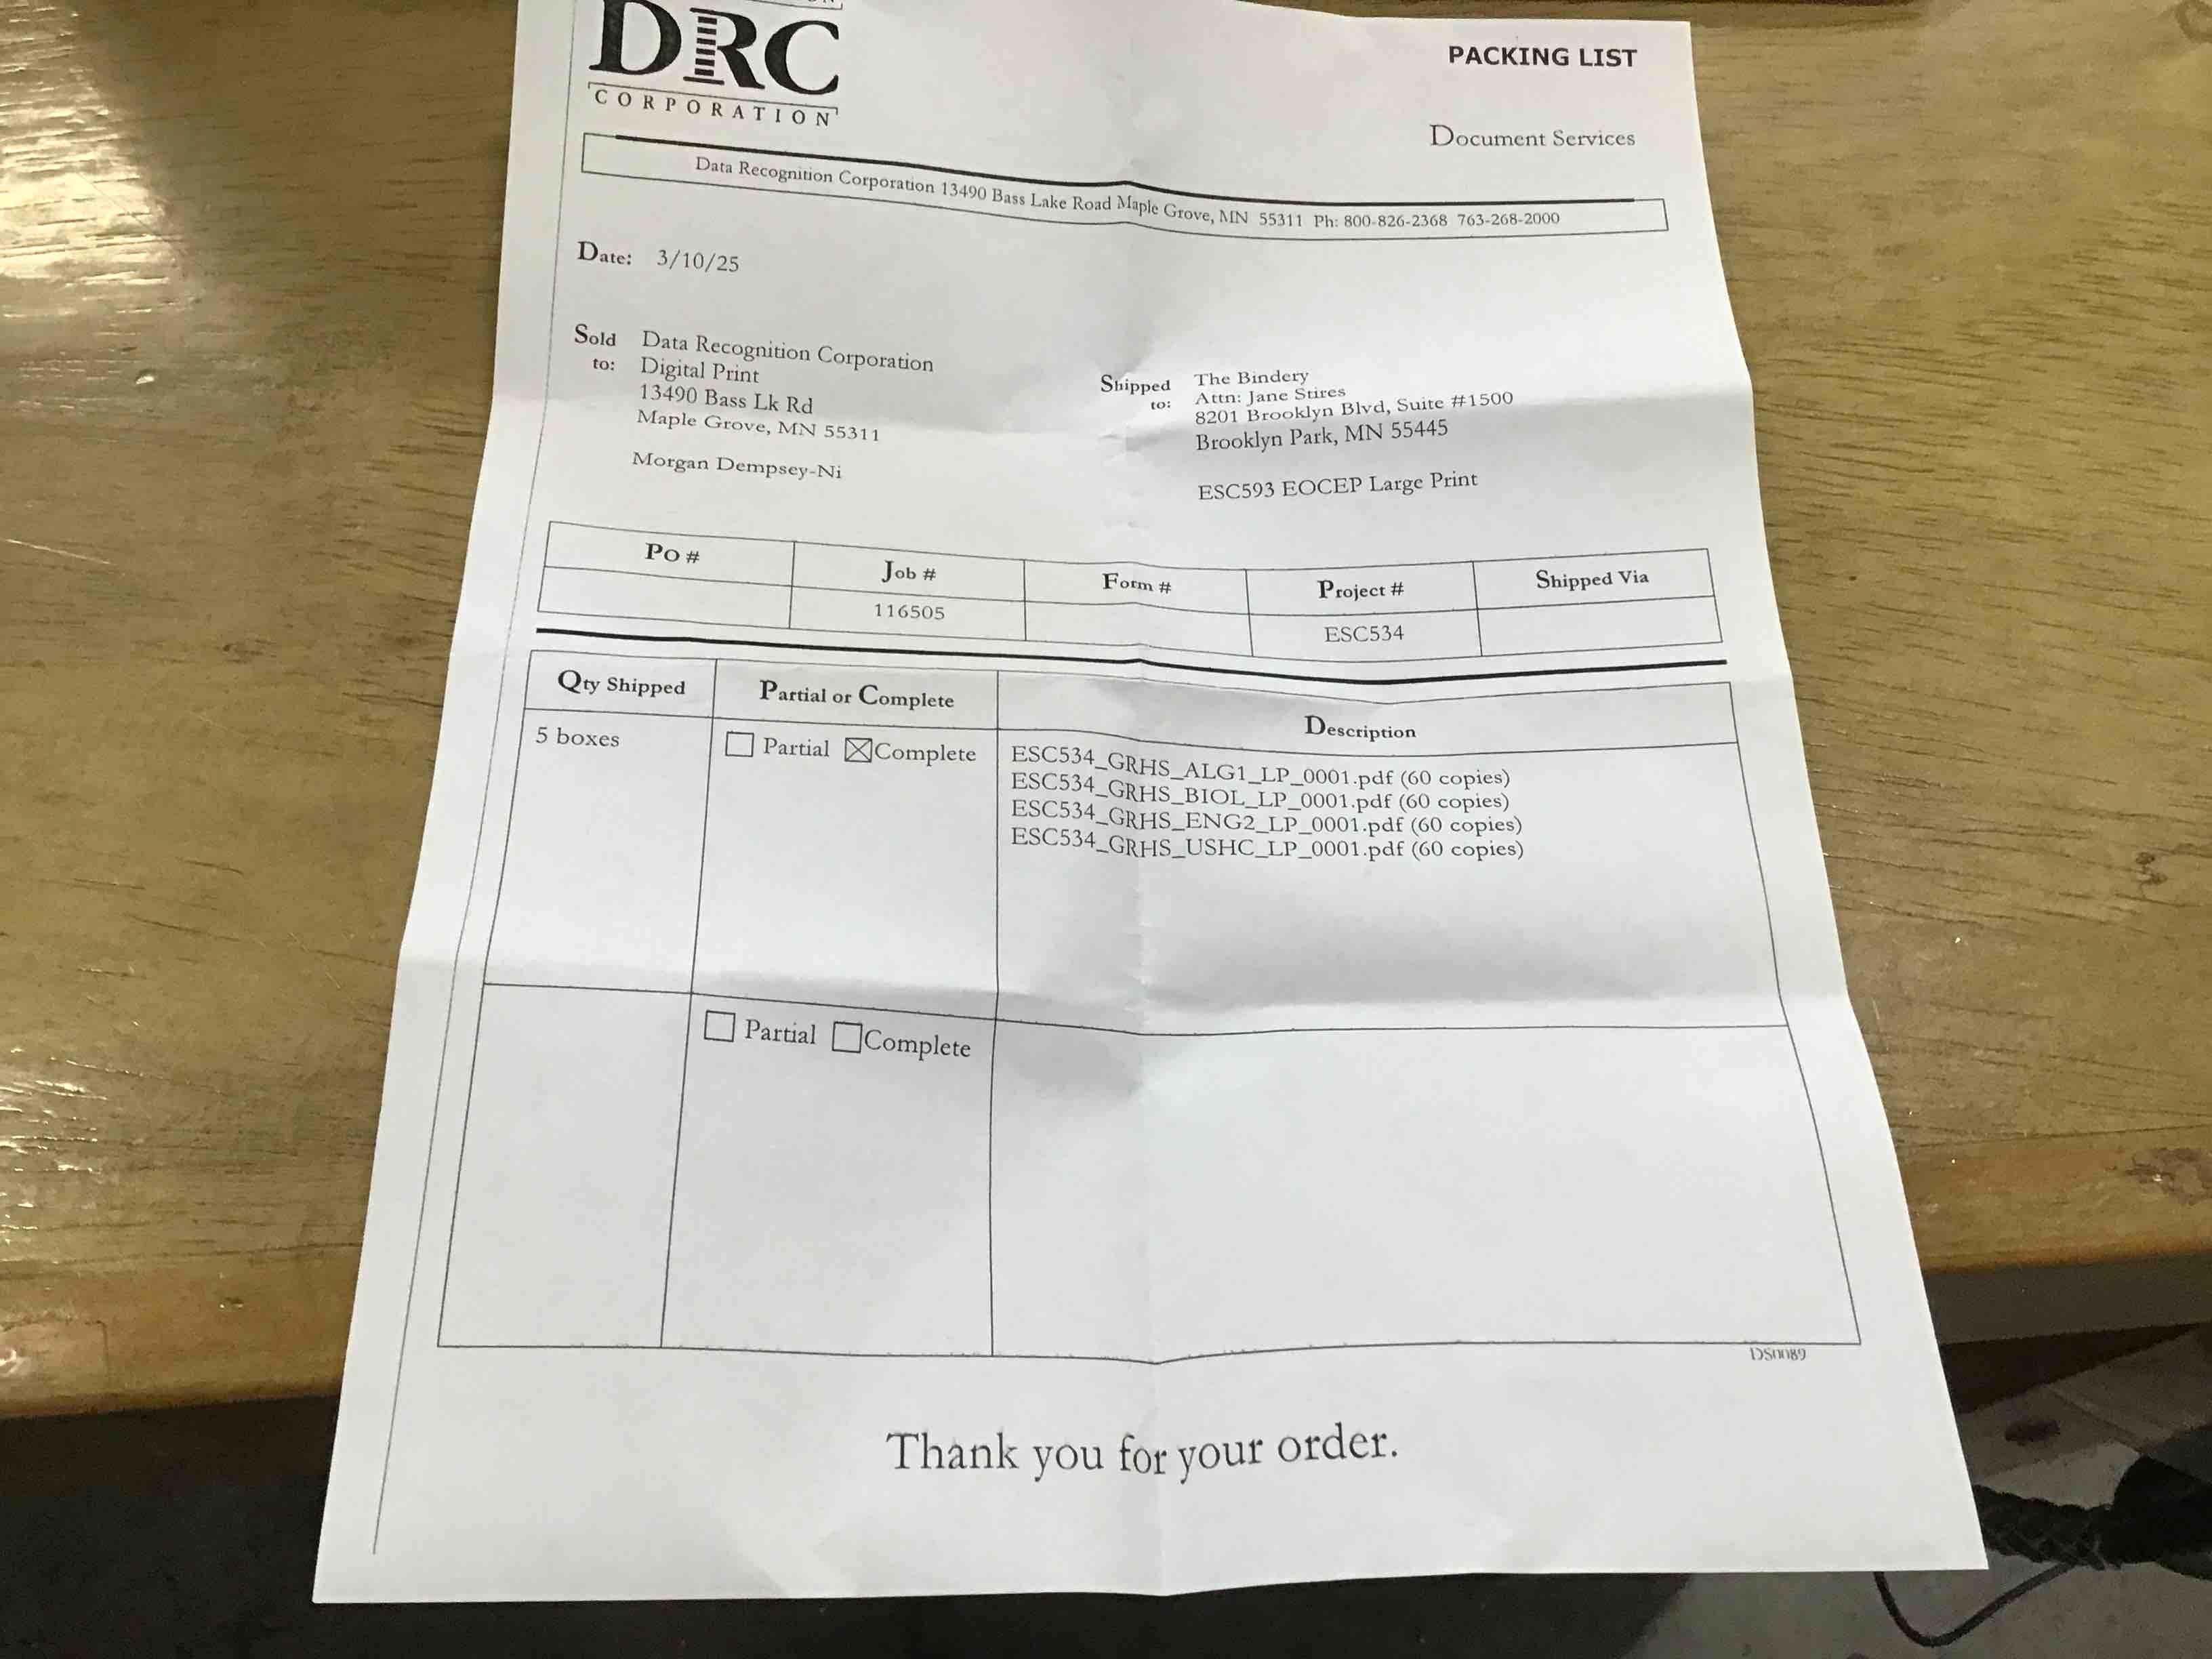 DRC
CORPORATION
PACKING LIST
Document Services
Data Recognition Corporation 13490 Bass Lake Road Maple Grove, MN 55311 Ph: 800-826-2368 763-268-2000
Date: 3/10/25
Sold to:
Data Recognition Corporation
Digital Print
13490 Bass Lk Rd
Maple Grove, MN 55311
Morgan Dempsey-Ni
Shipped to:
The Bindery
Attn: Jane Stires
8201 Brooklyn Blvd, Suite #1500
Brooklyn Park, MN 55445
ESC593 EOCEP Large Print
PO # Job # Form # Project # Shipped Via
116505 ESC534
Qty Shipped Partial or Complete Description
5 boxes Partial Complete
ESC534_GRHS_ALG1_LP_0001.pdf (60 copies)
ESC534_GRHS_BIOL_LP_0001.pdf (60 copies)
ESC534_GRHS_ENG2_LP_0001.pdf (60 copies)
ESC534_GRHS_USHC_LP_0001.pdf (60 copies)
Partial Complete
DS0089
Thank you for your order.